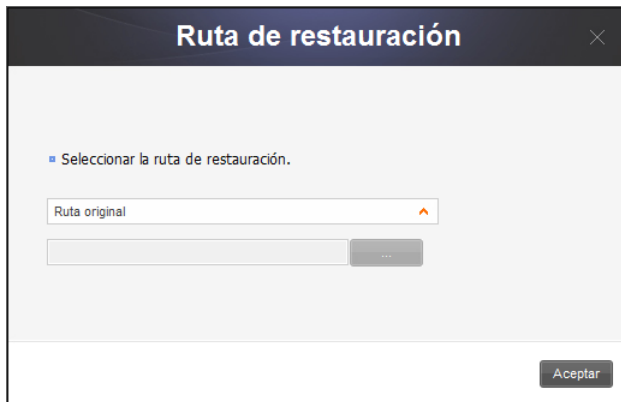 Ruta de restauración
Seleccionar la ruta de restauración.
Ruta original
...
Aceptar